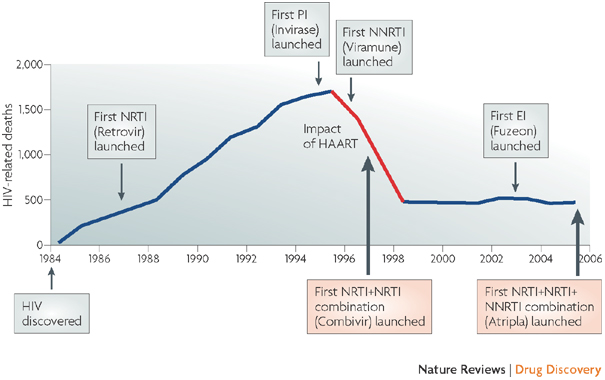 First PI
(Invirase)
launched
First NNRTI
(Viramune)
launched
2,000
1,500
1,000
500
0
HIV-related deaths
First NRTI
(Retrovir)
launched
Impact
of HAART
First EI
(Fuzeon)
launched
1984
1986
1988
1990
1992
1994
1996
1998
2000
2002
2004
2006
HIV
discovered
First NRTI+NRTI
combination
(Combivir) launched
First NRTI+NRTI+
NNRTI combination
(Atripla) launched
Nature Reviews | Drug Discovery